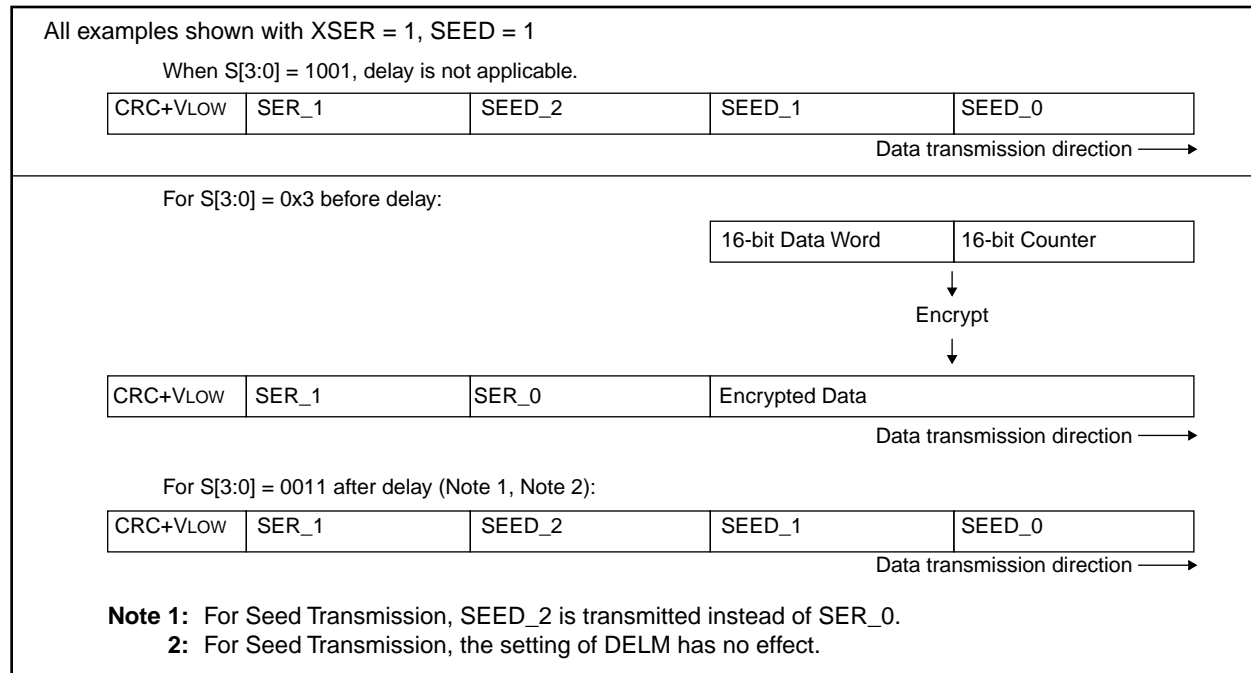 All examples shown with XSER = 1, SEED = 1
When S[3:0] = 1001, delay is not applicable.
CRC+VLOW SER_1 SEED_2 SEED_1 SEED_0
Data transmission direction
For S[3:0] = 0x3 before delay:
16-bit Data Word 16-bit Counter
Encrypt
CRC+VLOW SER_1 SER_0 Encrypted Data
Data transmission direction
For S[3:0] = 0011 after delay (Note 1, Note 2):
CRC+VLOW SER_1 SEED_2 SEED_1 SEED_0
Data transmission direction
Note 1: For Seed Transmission, SEED_2 is transmitted instead of SER_0.
2: For Seed Transmission, the setting of DELM has no effect.